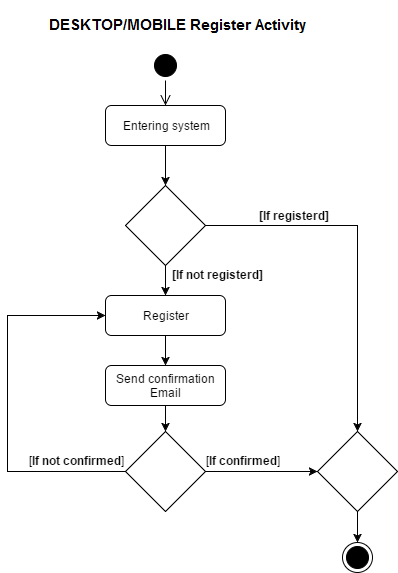 DESKTOP/MOBILE Register Activity
Entering system
[If registerd]
[If not registerd]
Register
Send confirmation
Email
[If not confirmed]
[If confirmed]